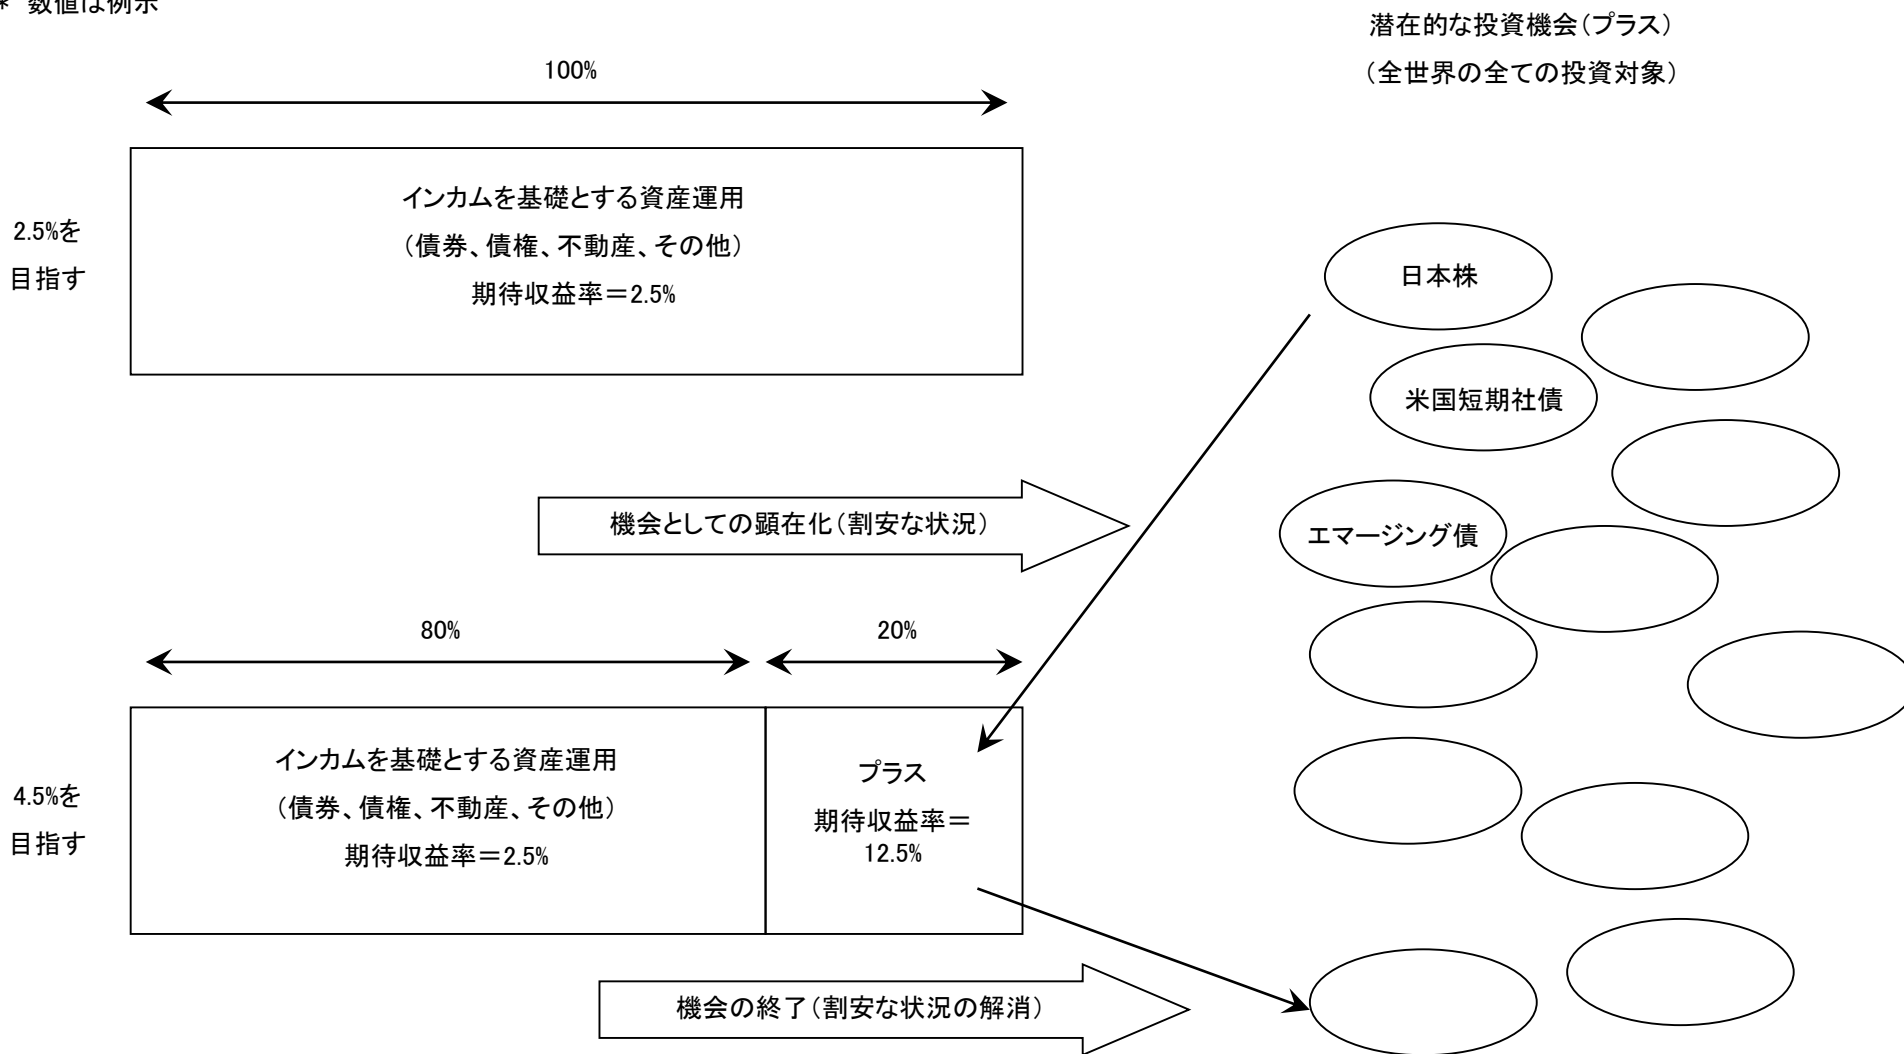 * 数値は例示
潜在的な投資機会(プラス)
(全世界の全ての投資対象)
100%
インカムを基礎とする資産運用
(債券、債権、不動産、その他)
期待収益率=2.5%
2.5%を
目指す
日本株
米国短期社債
機会としての顕在化(割安な状況)
エマージング債
80%
20%
インカムを基礎とする資産運用
(債券、債権、不動産、その他)
期待収益率=2.5%
プラス
期待収益率=
12.5%
4.5%を
目指す
機会の終了(割安な状況の解消)